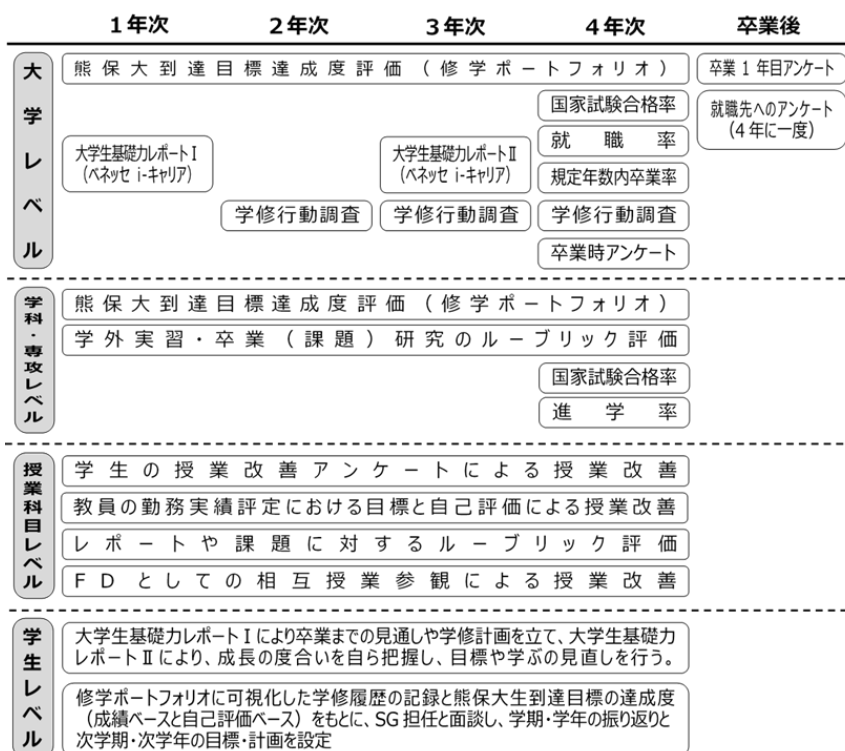 1年次 2年次 3年次 4年次 卒業後
大学レベル
熊保大到達目標達成度評価（修学ポートフォリオ）
卒業1年目アンケート
国家試験合格率
就職先へのアンケート
(4年に一度)
就職率
大学生基礎力レポートⅠ
(ベネッセ i-キャリア)
大学生基礎力レポートⅡ
(ベネッセ i-キャリア)
規定年数内卒業率
学修行動調査 学修行動調査 学修行動調査
卒業時アンケート
学科・専攻レベル
熊保大到達目標達成度評価（修学ポートフォリオ）
学外実習・卒業（課題）研究のルーブリック評価
国家試験合格率
進学率
授業科目レベル
学生の授業改善アンケートによる授業改善
教員の勤務実績評定における目標と自己評価による授業改善
レポートや課題に対するルーブリック評価
FDとしての相互授業参観による授業改善
学生レベル
大学生基礎力レポートⅠにより卒業までの見通しや学修計画を立て、大学生基礎力
レポートⅡにより、成長の度合いを自ら把握し、目標や学ぶの見直しを行う。
修学ポートフォリオに可視化した学修履歴の記録と熊保大生到達目標の達成度
（成績ベースと自己評価ベース）をもとに、SG担任と面談し、学期・学年の振り返りと
次学期・次学年の目標・計画を設定